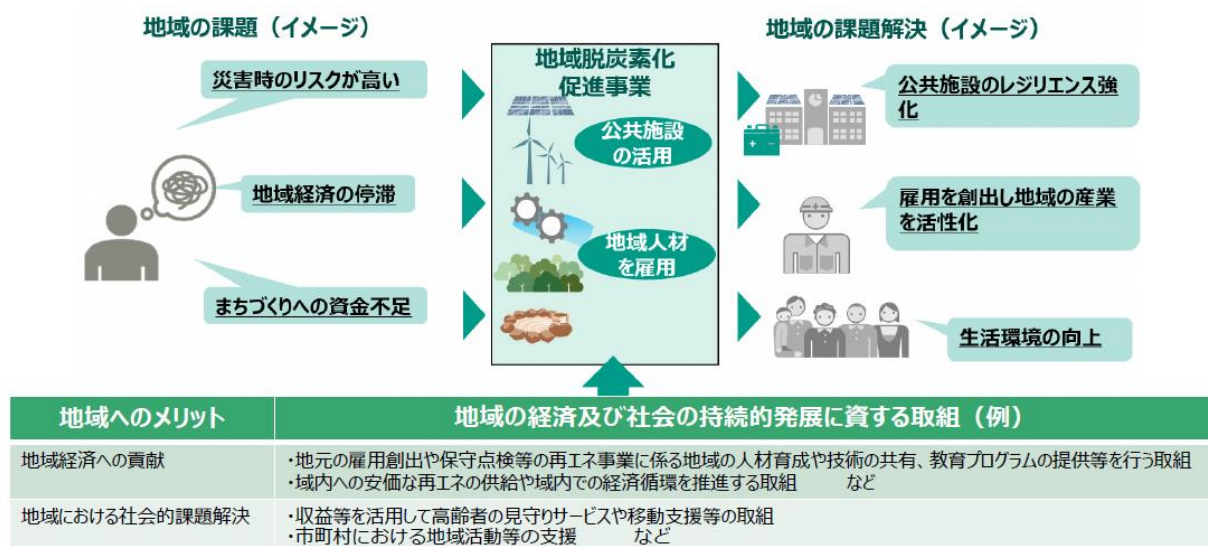 地域の課題（イメージ）
災害時のリスクが高い
地域経済の停滞
まちづくりへの資金不足
地域脱炭素化
促進事業
公共施設
の活用
地域人材
を雇用
地域の課題解決（イメージ）
公共施設のレジリエンス強
化
雇用を創出し地域の産業
を活性化
生活環境の向上
地域へのメリット
地域の経済及び社会の持続的発展に資する取組（例）
地域経済への貢献
・地元の雇用創出や保守点検等の再エネ事業に係る地域の人材育成や技術の共有、教育プログラムの提供等を行う取組
・域内への安価な再エネの供給や域内での経済循環を推進する取組　　　など
地域における社会的課題解決
・収益等を活用して高齢者の見守りサービスや移動支援等の取組
・市町村における地域活動等の支援　　　など